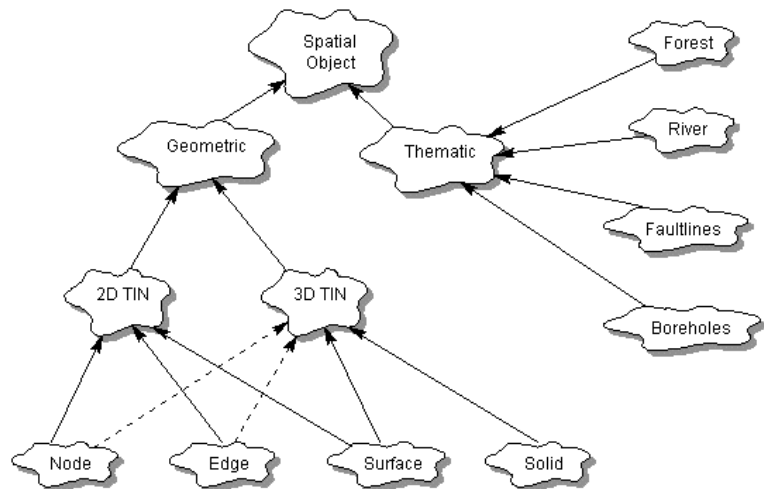 Spatial
Object
Forest
Geometric
Thematic
River
Faultlines
2D TIN
3D TIN
Boreholes
Node
Edge
Surface
Solid